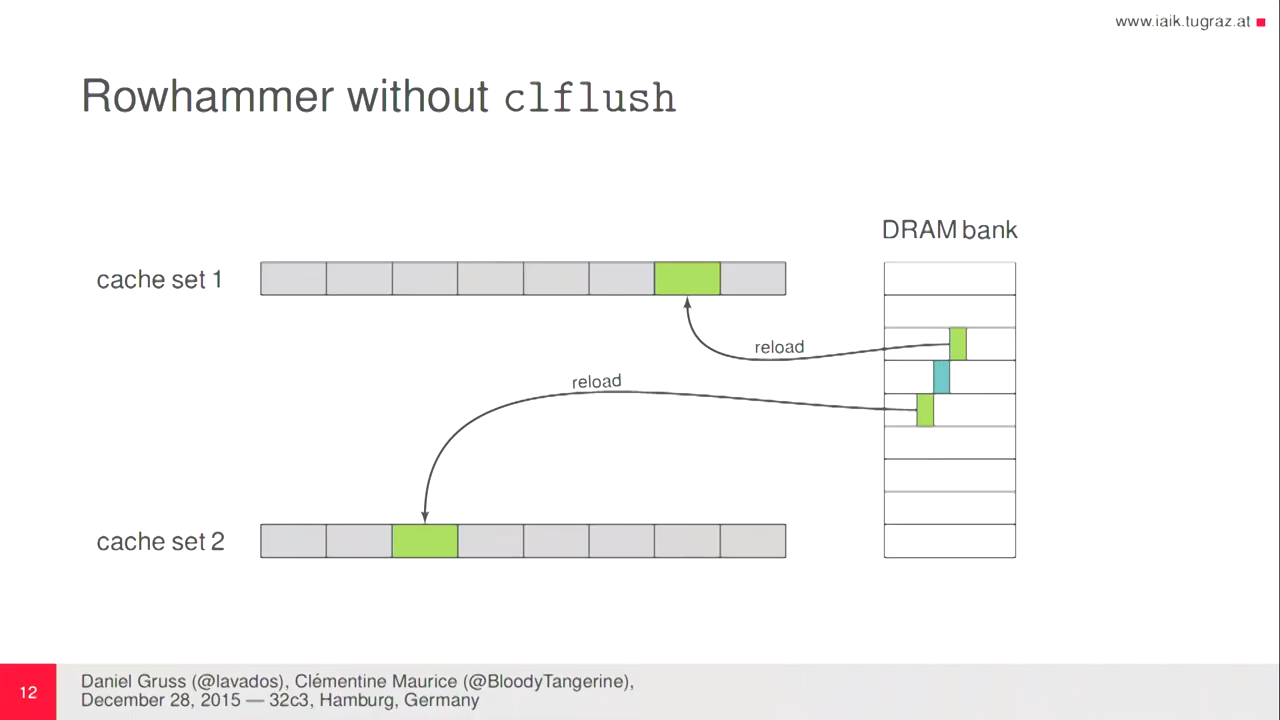 www.iaik.tugraz.at
Rowhammer without clflush
DRAM bank
cache set 1
reload
reload
cache set 2
12
Daniel Gruss (@lavados), Clémentine Maurice (@BloodyTangerine),
December 28, 2015 — 32c3, Hamburg, Germany